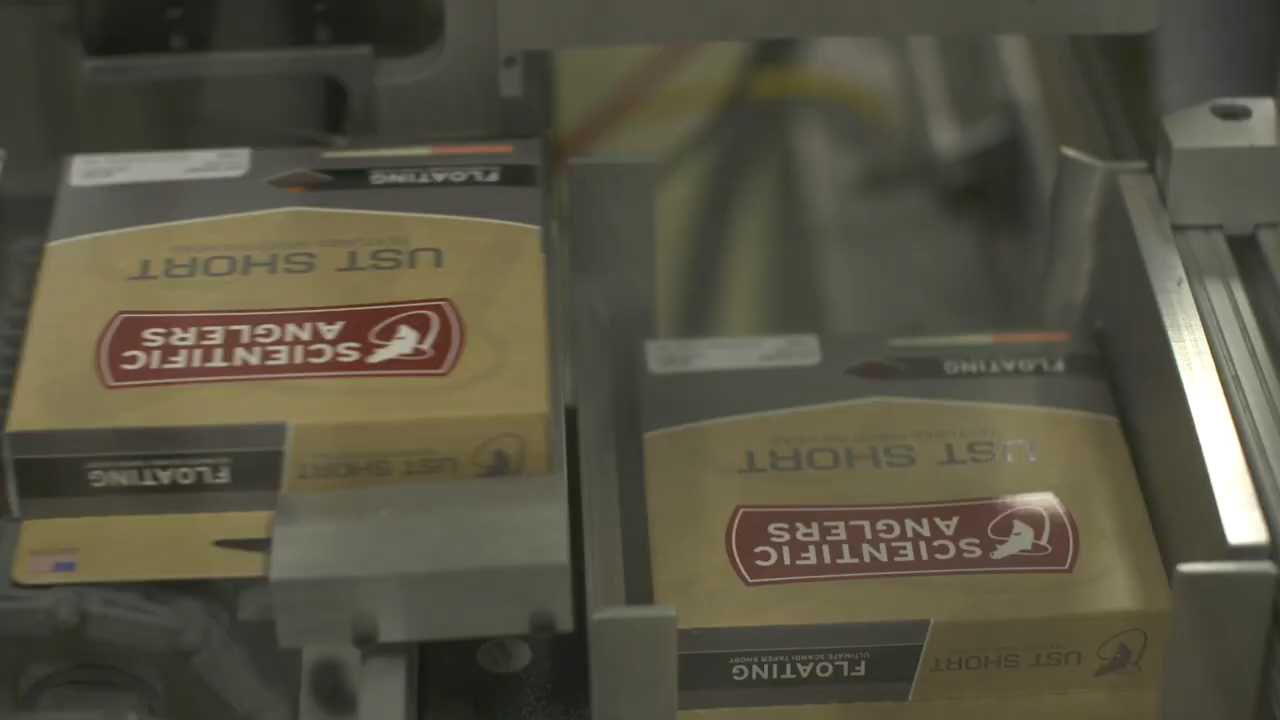 FLOATING
UST SHORT
SCIENTIFIC
ANGLERS
FLOATING
UST SHORT
FLOATING
UST SHORT
SCIENTIFIC
ANGLERS
FLOATING
ULTIMATE SCANDI TAPER SHORT
UST SHORT